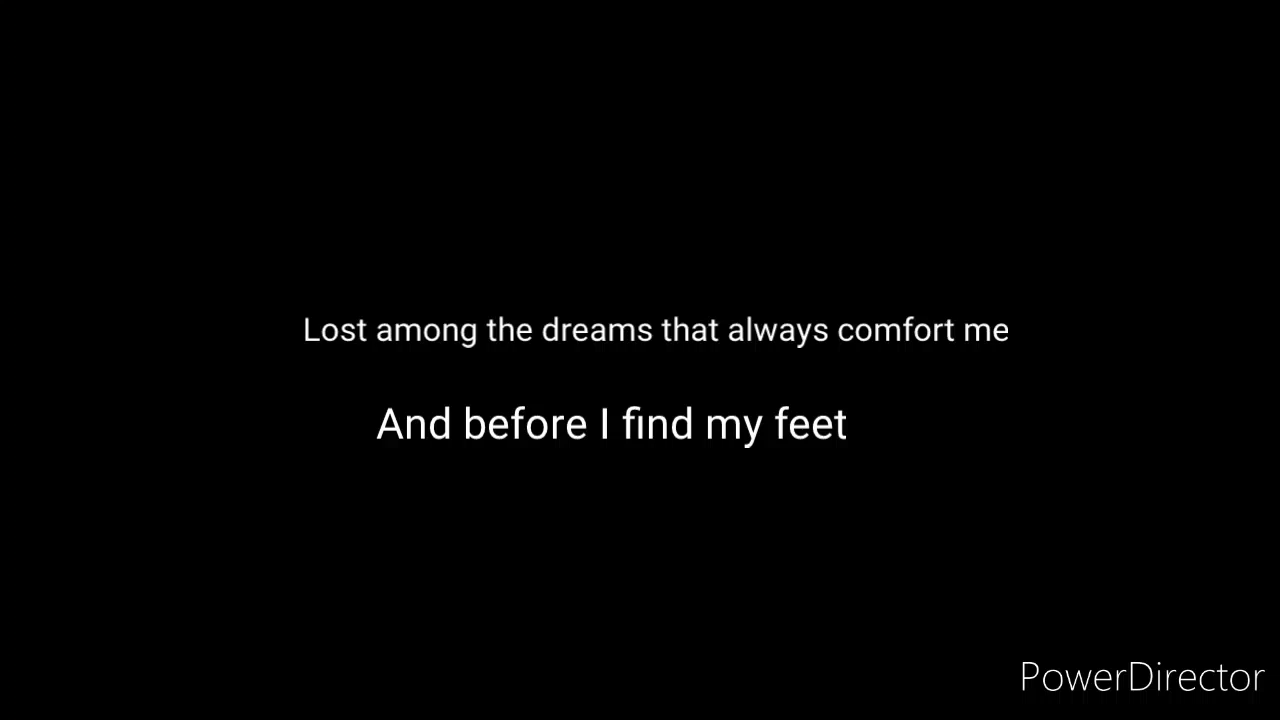 Lost among the dreams that always comfort me
And before I find my feet
PowerDirector